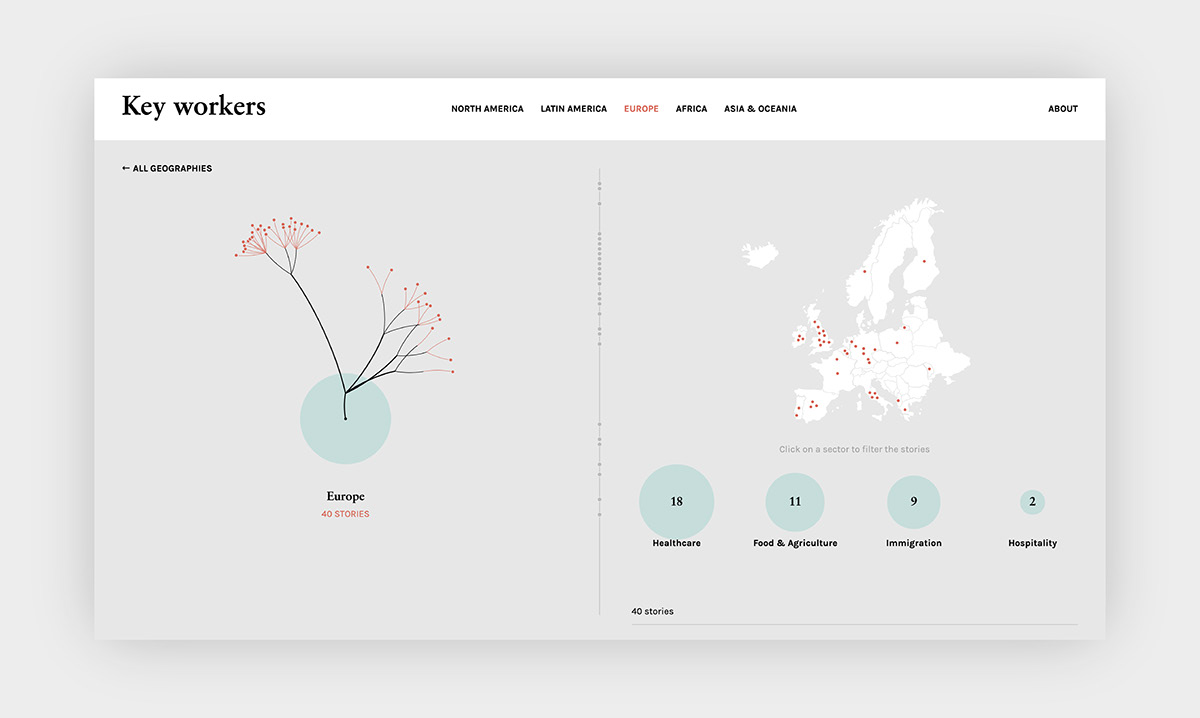 Key workers
NORTH AMERICA
LATIN AMERICA
EUROPE
AFRICA
ASIA & OCEANIA
ABOUT
← ALL GEOGRAPHIES
Europe
40 STORIES
Click on a sector to filter the stories
18
Healthcare
11
Food & Agriculture
9
Immigration
2
Hospitality
40 stories